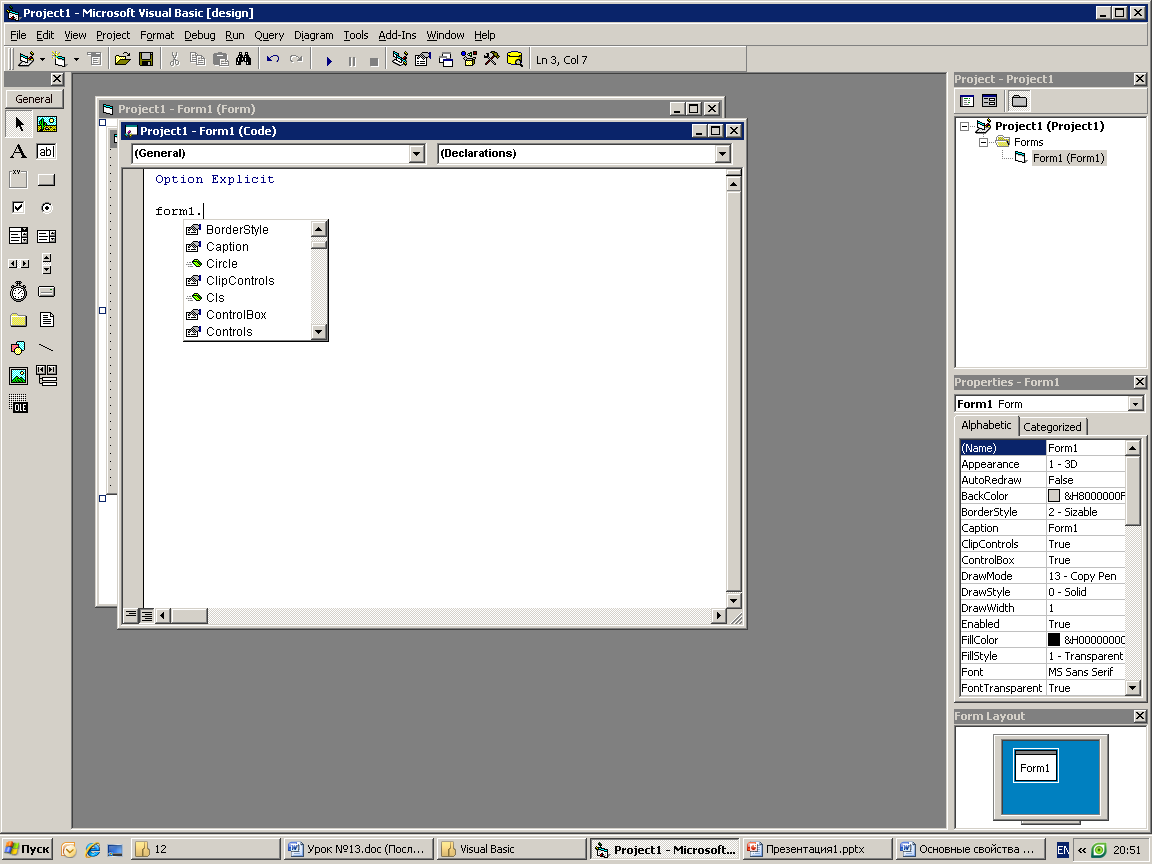 Project1 - Microsoft Visual Basic [design]
File Edit View Project Format Debug Run Query Diagram Tools Add-Ins Window Help
Ln 3, Col 7
General
A
ab|
XY
OLE
Project1 - Form1 (Form)
Project1 - Form1 (Code)
(General) (Declarations)
Option Explicit
form1.
BorderStyle
Caption
Circle
ClipControls
Cls
ControlBox
Controls
Project - Project1
Project1 (Project1)
Forms
Form1 (Form1)
Properties - Form1
Form1 Form
Alphabetic Categorized
(Name) Form1
Appearance 1 - 3D
AutoRedraw False
BackColor &H8000000F
BorderStyle 2 - Sizable
Caption Form1
ClipControls True
ControlBox True
DrawMode 13 - Copy Pen
DrawStyle 0 - Solid
DrawWidth 1
Enabled True
FillColor &H0000000
FillStyle 1 - Transparent
Font MS Sans Serif
FontTransparent True
Form Layout
Form1
Пуск 12 Урок №13.doc (Посл... Visual Basic Project1 - Microsoft... Презентация1.pptx Основные свойства ... EN « 20:51